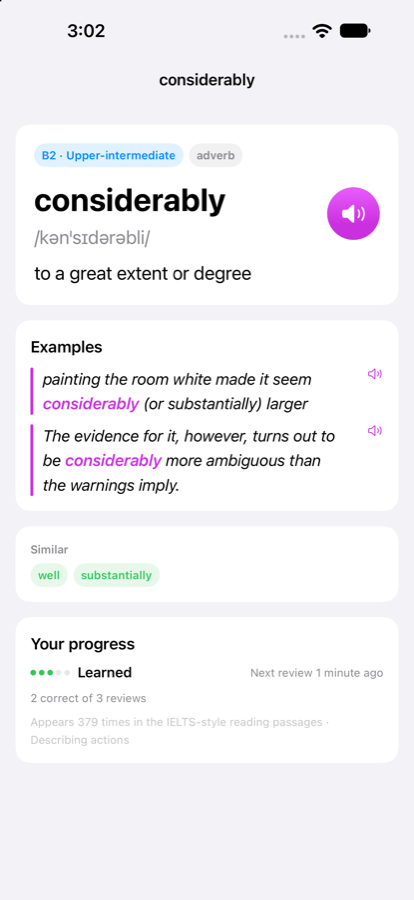 3:02
considerably
B2 · Upper-intermediate adverb
considerably
/kən'sɪdərəbli/
to a great extent or degree
Examples
painting the room white made it seem
considerably (or substantially) larger
The evidence for it, however, turns out to
be considerably more ambiguous than
the warnings imply.
Similar
well substantially
Your progress
Learned Next review 1 minute ago
2 correct of 3 reviews
Appears 379 times in the IELTS-style reading passages ·
Describing actions